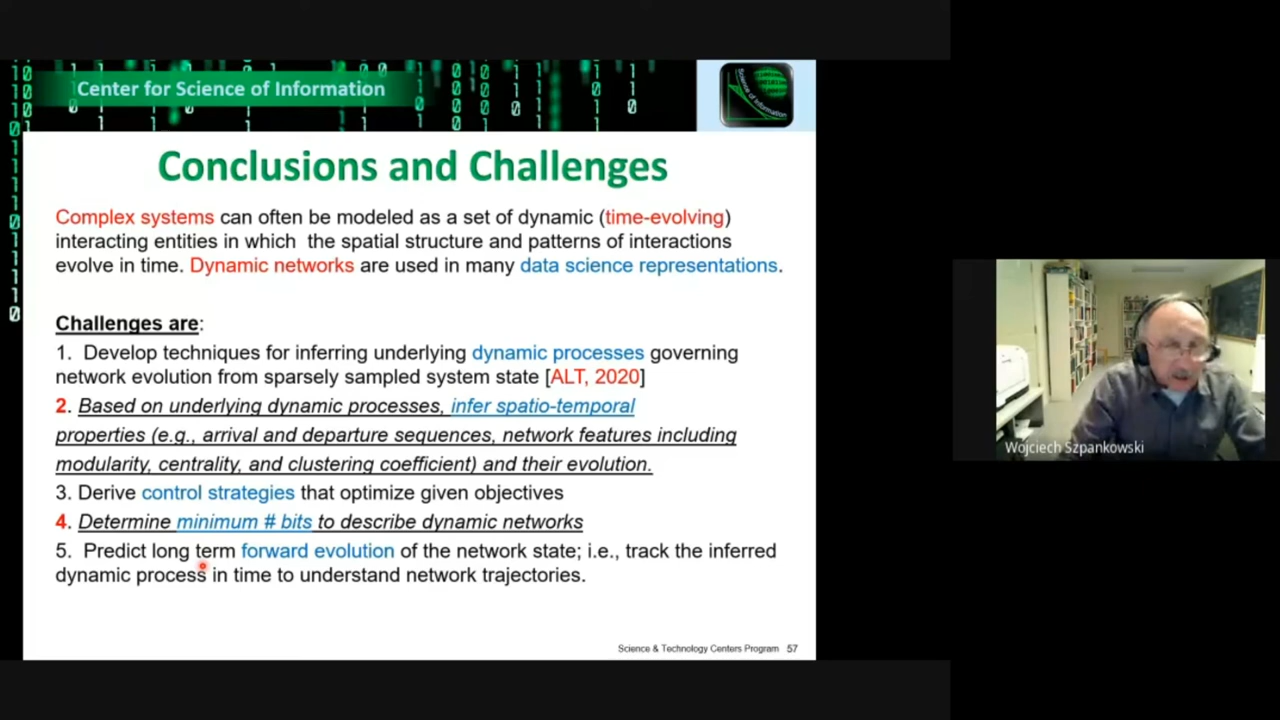 Center for Science of Information
Science of Information
Conclusions and Challenges
Complex systems can often be modeled as a set of dynamic (time-evolving)
interacting entities in which the spatial structure and patterns of interactions
evolve in time. Dynamic networks are used in many data science representations.
Challenges are:
1. Develop techniques for inferring underlying dynamic processes governing
network evolution from sparsely sampled system state [ALT, 2020]
2. Based on underlying dynamic processes, infer spatio-temporal
properties (e.g., arrival and departure sequences, network features including
modularity, centrality, and clustering coefficient) and their evolution.
3. Derive control strategies that optimize given objectives
4. Determine minimum # bits to describe dynamic networks
5. Predict long term forward evolution of the network state; i.e., track the inferred
dynamic process in time to understand network trajectories.
Science & Technology Centers Program 57
Wojciech Szpankowski